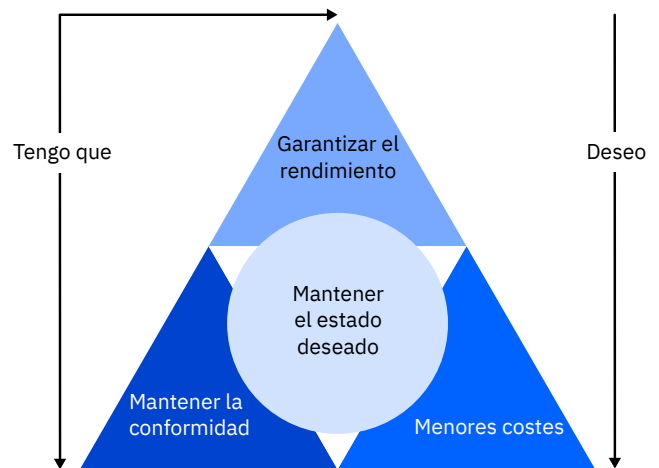 Garantizar el
rendimiento
Tengo que
Deseo
Mantener
el estado
deseado
Mantener la
conformidad
Menores costes